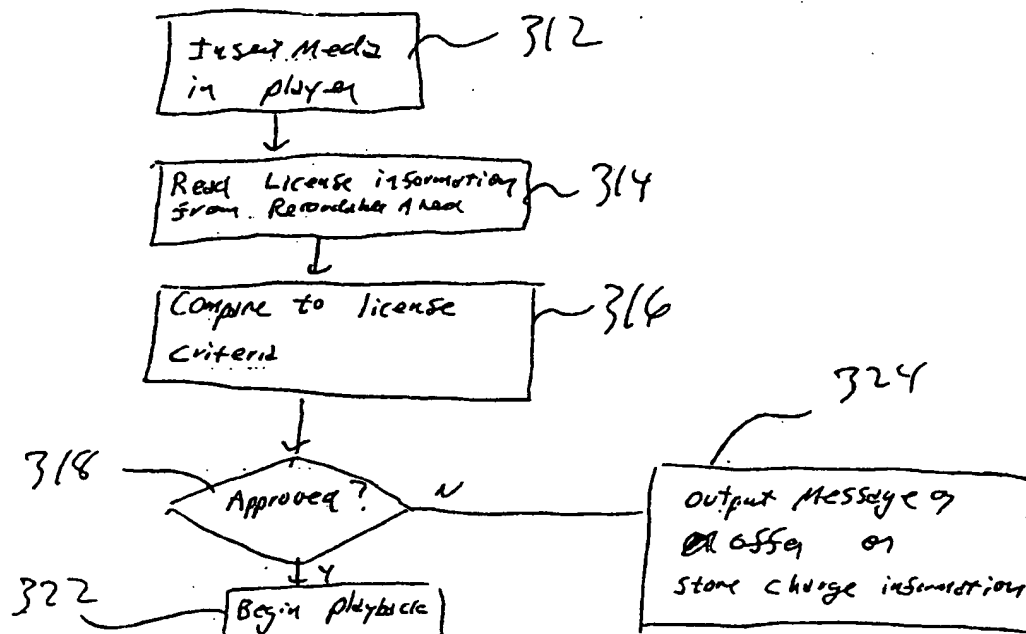 Insert Media
in player
312
Read License information
from Recordable Area
314
Compare to license
criteria
316
324
318
Approved?
N
output Message or
offer or
store charge information
Y
322
Begin playback